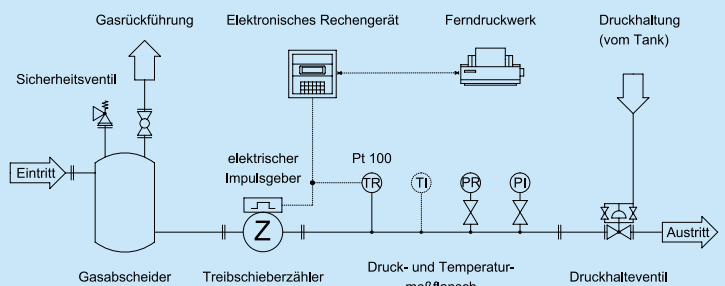 Gasrückführung
Elektronisches Rechengerät
Ferndruckwerk
Druckhaltung
(vom Tank)
Sicherheitsventil
Eintritt
elektrischer
Impulsgeber
Pt 100
TR
TI
PR
PI
Z
Austritt
Gasabscheider
Treibschieberzähler
Druck- und Temperatur-
meßflansch
Druckhalteventil